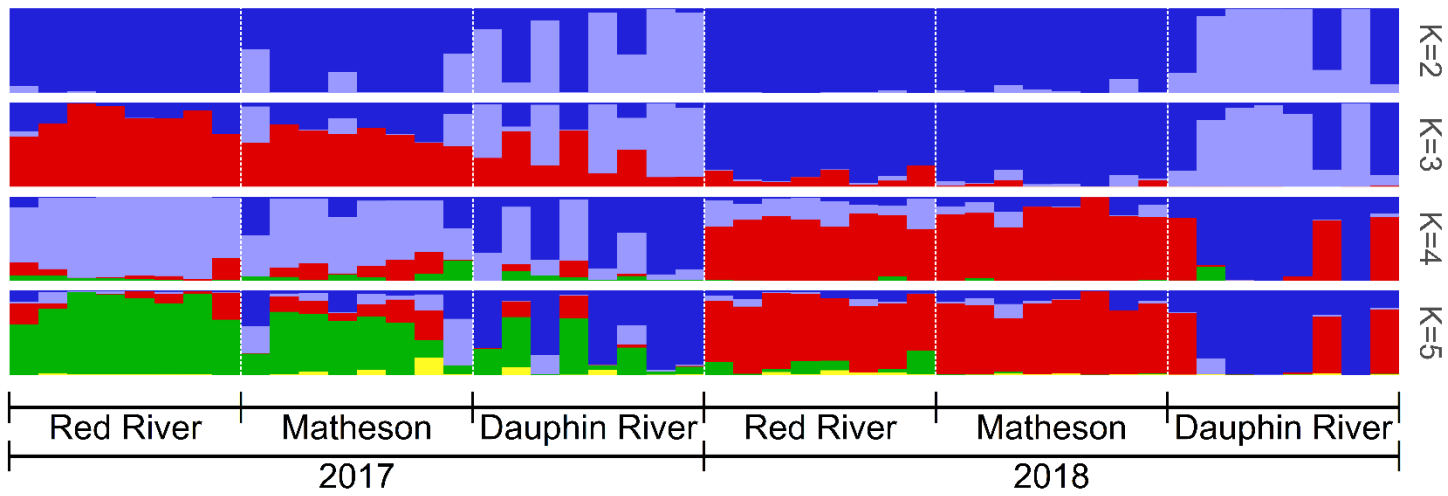 K=2
K=3
K=4
K=5
Red River Matheson Dauphin River Red River Matheson Dauphin River
2017 2018